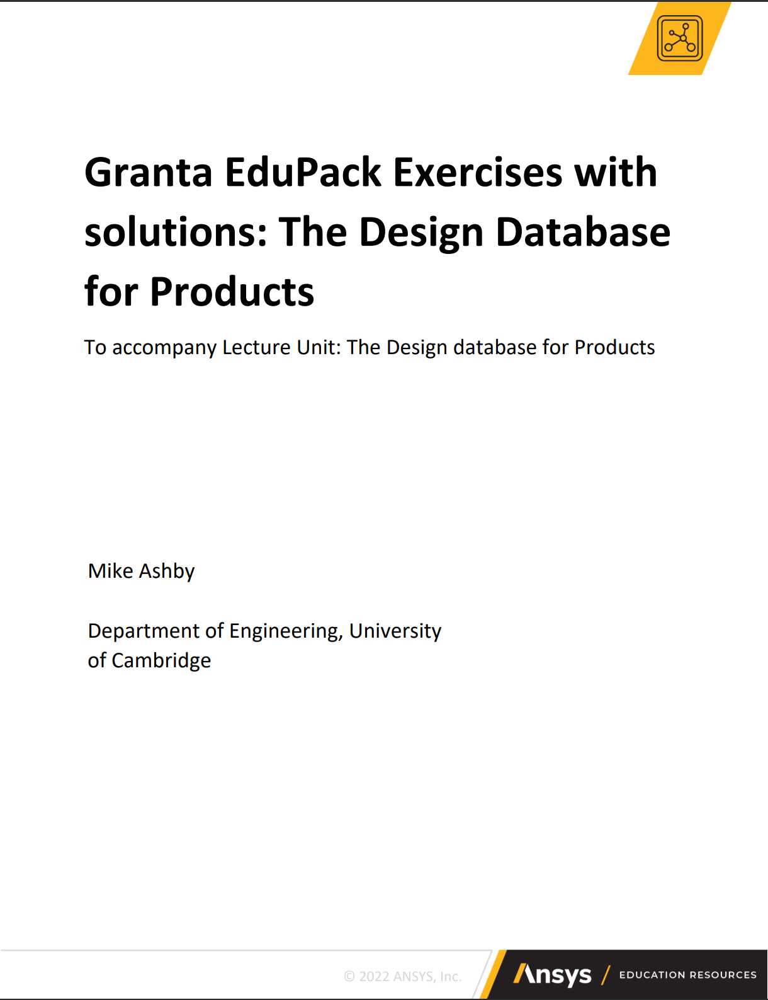 Granta EduPack Exercises with
solutions: The Design Database
for Products
To accompany Lecture Unit: The Design database for Products
Mike Ashby
Department of Engineering, University
of Cambridge
© 2022 ANSYS, Inc.
Ansys / EDUCATION RESOURCES